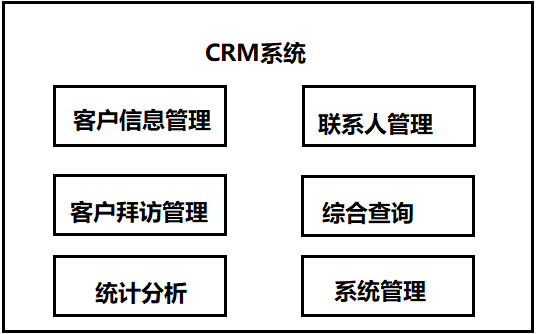 CRM系统
客户信息管理
联系人管理
客户拜访管理
综合查询
统计分析
系统管理